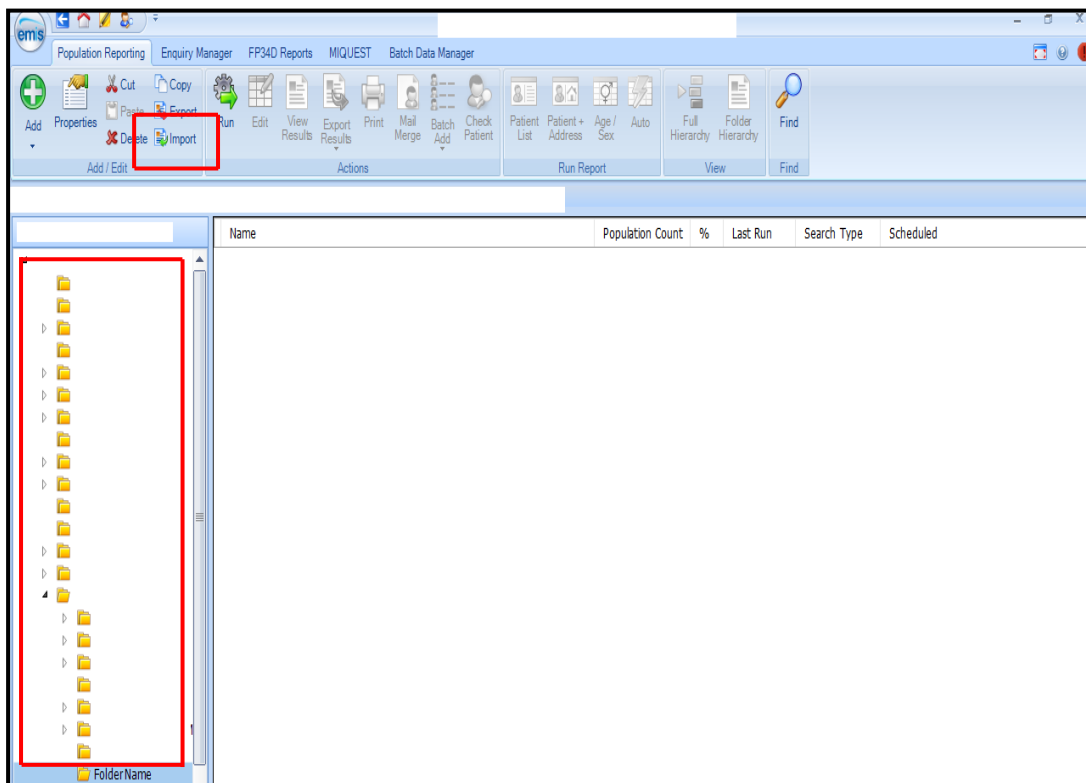 emis
Population Reporting Enquiry Manager FP34D Reports MIQUEST Batch Data Manager
Add
Properties
Cut
Paste
Delete
Copy
Export
Import
Run
Edit
View
Results
Export
Results
Print
Mail
Merge
Batch
Add
Check
Patient
Patient
List
Patient +
Address
Age /
Sex
Auto
Full
Hierarchy
Folder
Hierarchy
Find
Add / Edit Actions Run Report View Find
Name Population Count % Last Run Search Type Scheduled
FolderName